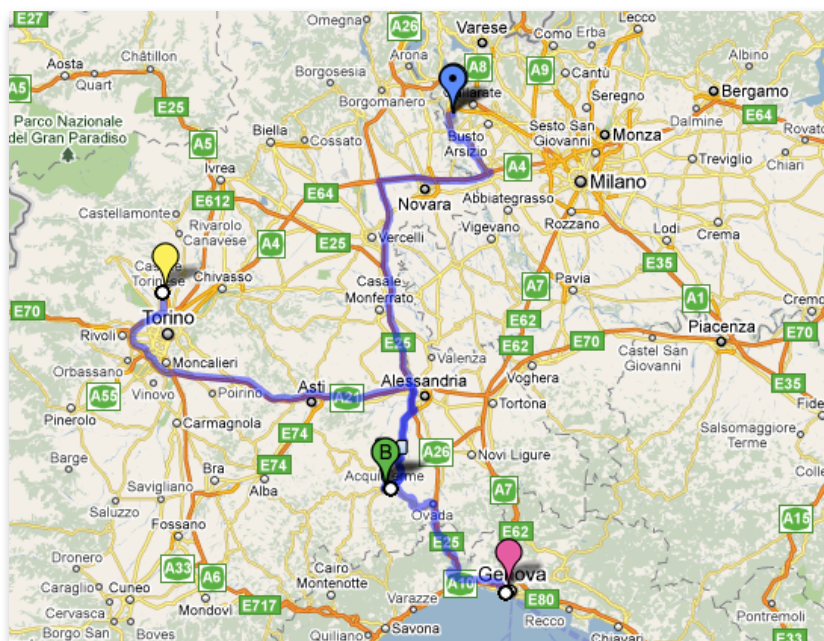 E27
Omegna
A26
Varese
Lecco
Châtillon
Aosta
Quart
Arona
A8
Como
Erba
Albino
A9
Cantù
A5
E25
Borgosesia
Borgomanero
Seregno
Bergamo
Parco Nazionale
del Gran Paradiso
Dalmine
E64
Biella
Cossato
Busto
Arsizio
Sesto San
Giovanni
Monza
Rovato
A5
Ivrea
A4
Treviglio
Chiari
E612
E64
Novara
Milano
Abbiategrasso
Castellamonte
Rivarolo
Canavese
A4
E25
Vercelli
Vigevano
Rozzano
Lodi
Crema
E35
Chivasso
Casale
Monferrato
A7
Pavia
A1
E70
Torino
E62
Cremo
Rivoli
Piacenza
E70
Orbassano
Moncalieri
E25
Valenza
E62
E70
Castel San
Giovanni
Vinovo
Poirino
Asti
Alessandria
Voghera
E35
A55
A21
Tortona
Pinerolo
Carmagnola
E74
Salsomaggiore
Terme
B
A26
Novi Ligure
Barge
Bra
E74
Alba
A7
Savigliano
Saluzzo
Ovada
E62
A15
Fossano
E25
Dronero
A33
A6
Cairo
Montenotte
A10
Genova
Caraglio
Cuneo
E80
Cervasca
Mondovì
E717
Varazze
Recco
Pontremoli
Borgo San
Boves
Quiliano
Savona
Chiavari
E33